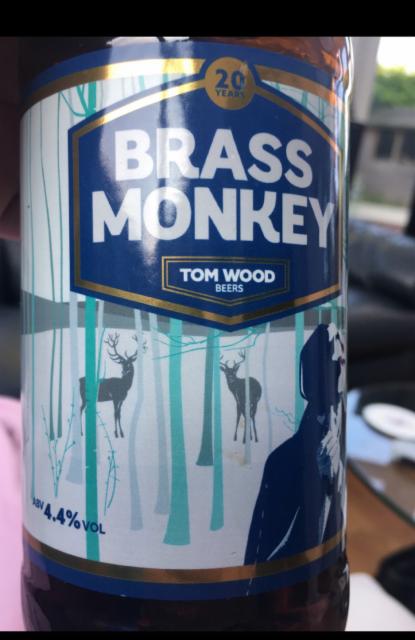 20
YEARS
BRASS
MONKEY
TOM WOOD
BEERS
ABV 4.4% VOL